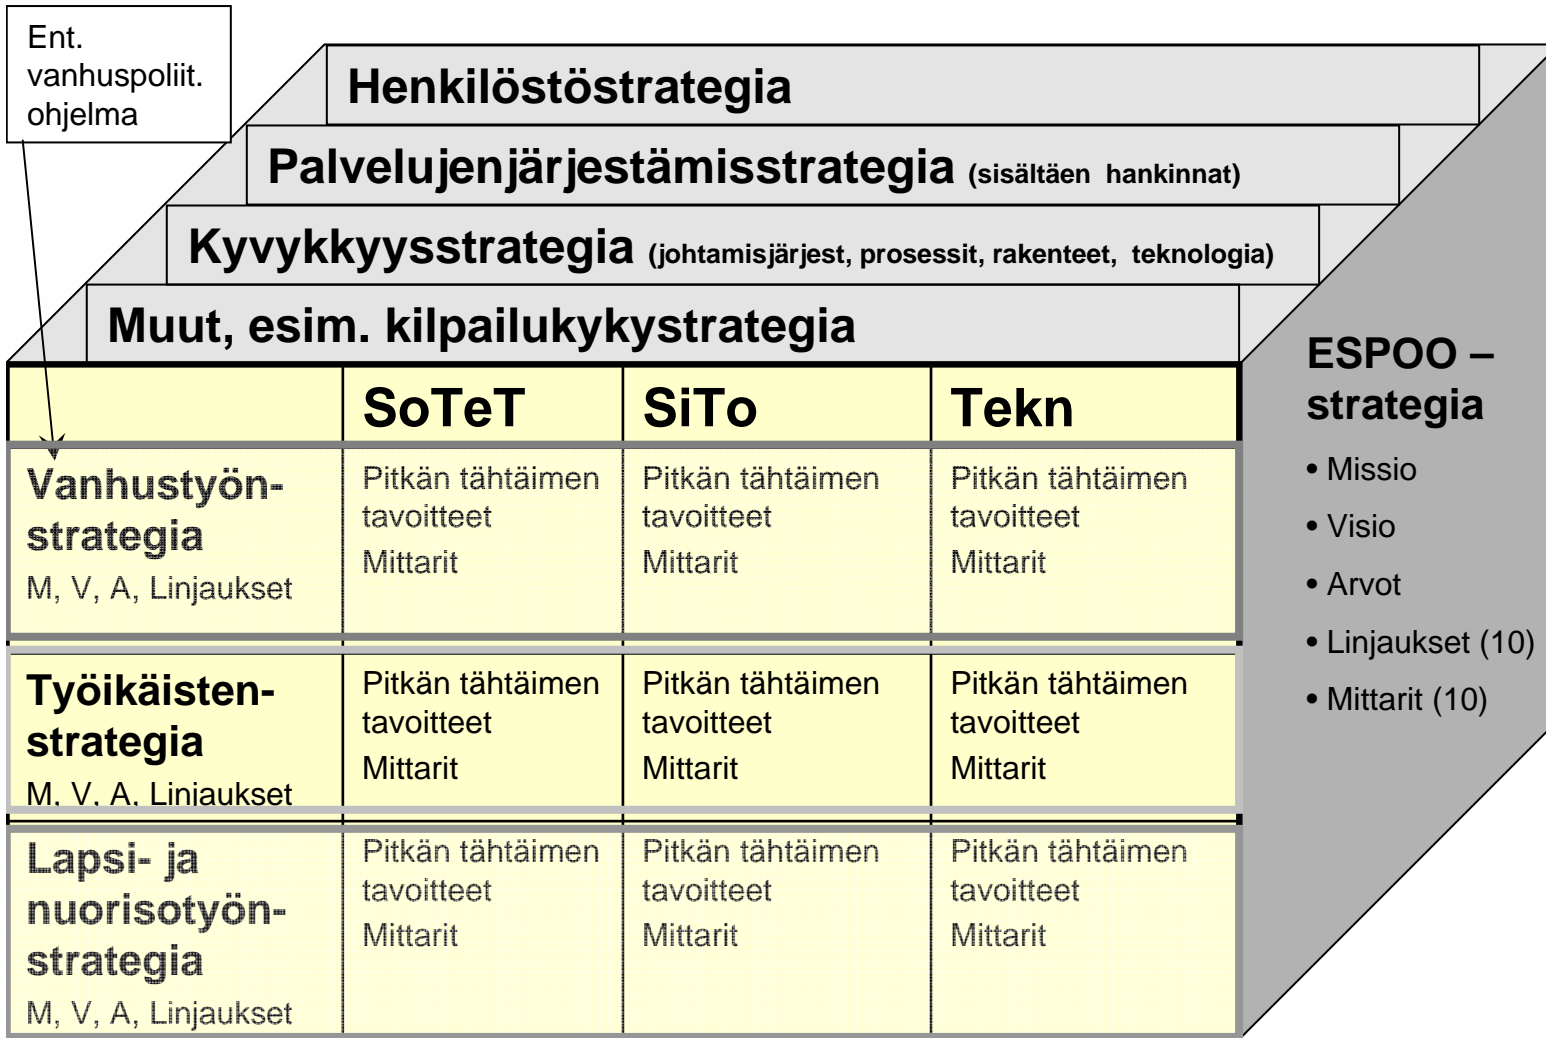 Ent.
vanhuspoliit.
ohjelma
Henkilöstöstrategia
Palvelujenjärjestämisstrategia (sisältäen hankinnat)
Kyvykkyysstrategia (johtamisjärjest, prosessit, rakenteet, teknologia)
Muut, esim. kilpailukykystrategia
SoTeT SiTo Tekn
Vanhustyön-
strategia
M, V, A, Linjaukset
Pitkän tähtäimen
tavoitteet
Mittarit
Pitkän tähtäimen
tavoitteet
Mittarit
Pitkän tähtäimen
tavoitteet
Mittarit
Työikäisten-
strategia
M, V, A, Linjaukset
Pitkän tähtäimen
tavoitteet
Mittarit
Pitkän tähtäimen
tavoitteet
Mittarit
Pitkän tähtäimen
tavoitteet
Mittarit
Lapsi- ja
nuorisotyön-
strategia
M, V, A, Linjaukset
Pitkän tähtäimen
tavoitteet
Mittarit
Pitkän tähtäimen
tavoitteet
Mittarit
Pitkän tähtäimen
tavoitteet
Mittarit
ESPOO –
strategia
• Missio
• Visio
• Arvot
• Linjaukset (10)
• Mittarit (10)